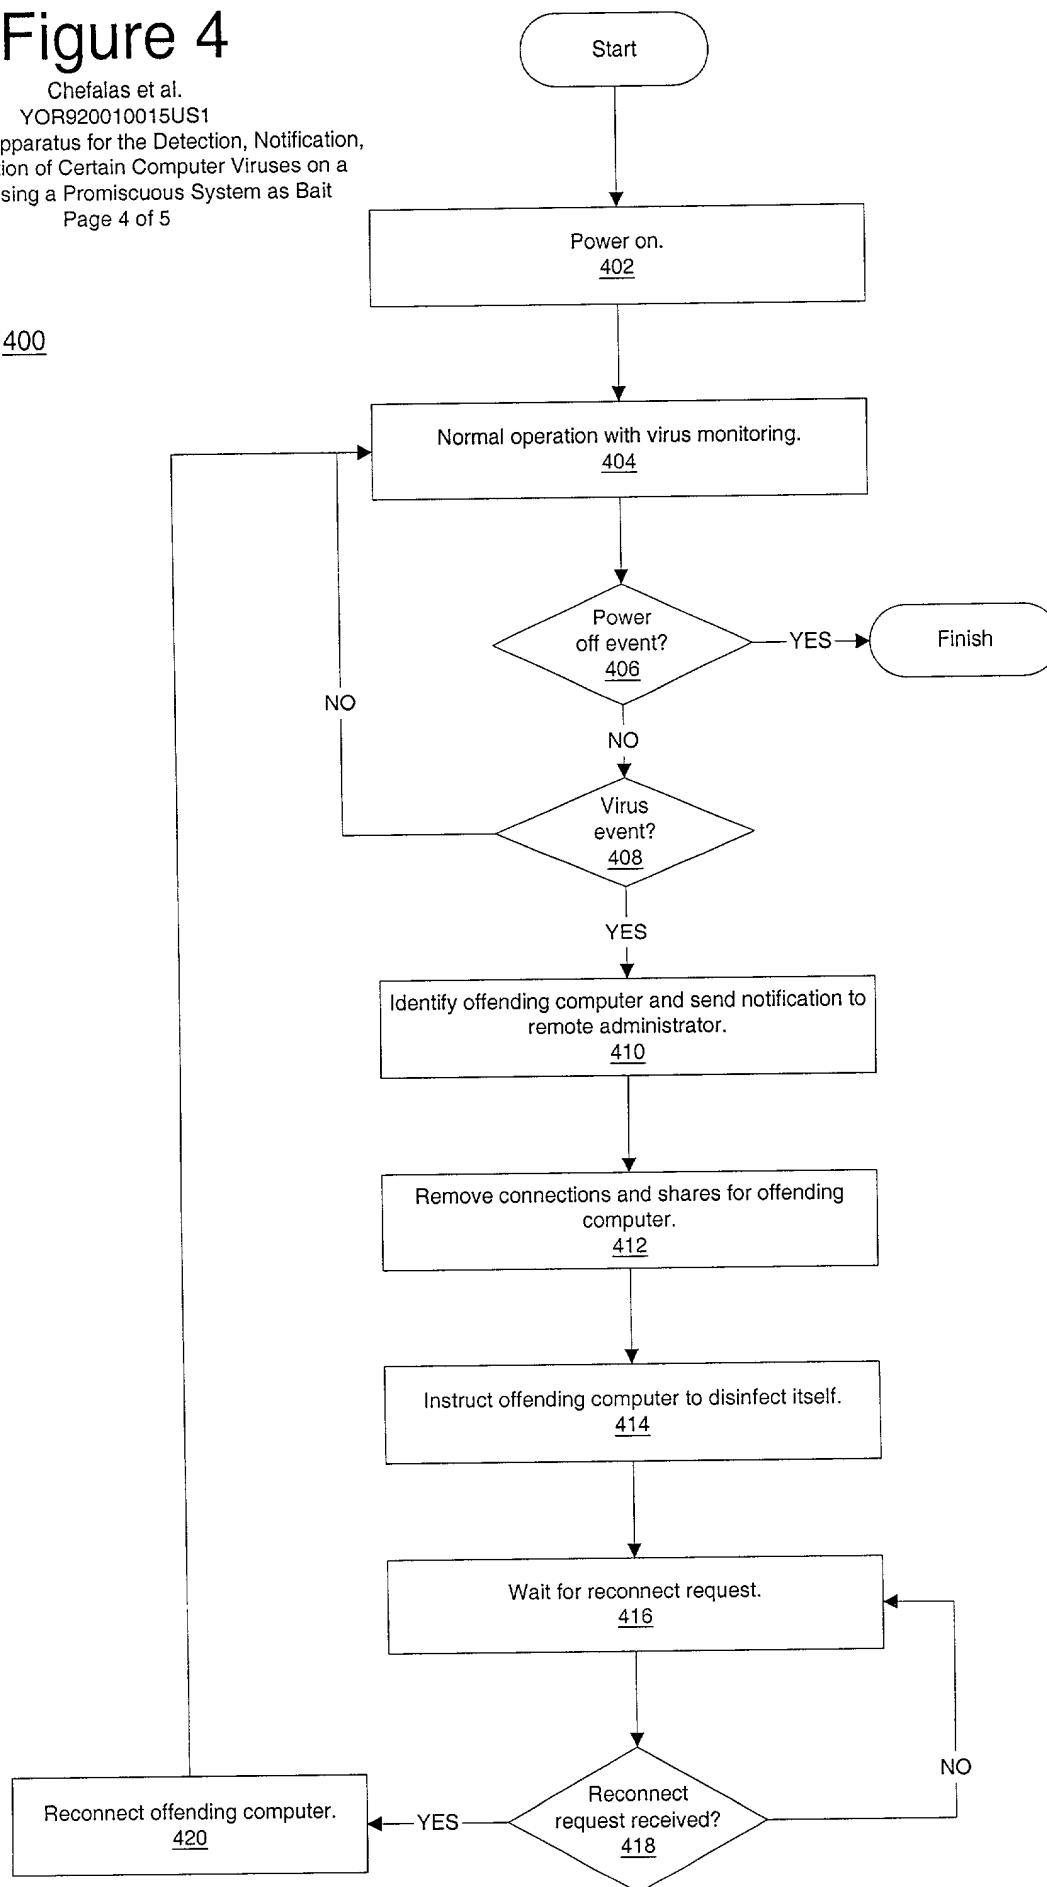 Figure 4
Chefalas et al.
YOR920010015US1
pparatus for the Detection, Notification,
ion of Certain Computer Viruses on a
sing a Promiscuous System as Bait
Page 4 of 5
400
Start
Power on.
402
Normal operation with virus monitoring.
404
Power
off event?
406
YES
Finish
NO
NO
Virus
event?
408
YES
Identify offending computer and send notification to
remote administrator.
410
Remove connections and shares for offending
computer.
412
Instruct offending computer to disinfect itself.
414
Wait for reconnect request.
416
NO
Reconnect
request received?
418
YES
Reconnect offending computer.
420